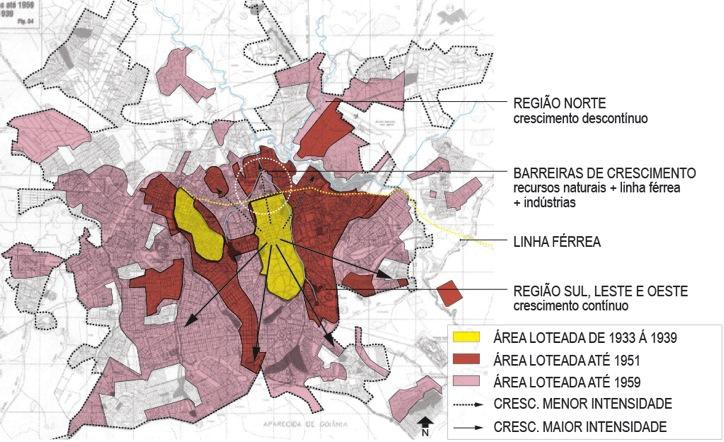 s até 1959
1939
Fig. 04
REGIÃO NORTE
crescimento descontínuo
BARREIRAS DE CRESCIMENTO
recursos naturais + linha férrea
+ indústrias
LINHA FÉRREA
REGIÃO SUL, LESTE E OESTE
crescimento contínuo
ÁREA LOTEADA DE 1933 Á 1939
ÁREA LOTEADA ATÉ 1951
ÁREA LOTEADA ATÉ 1959
CRESC. MENOR INTENSIDADE
CRESC. MAIOR INTENSIDADE
APARECIDA DE GOIÂNIA
N